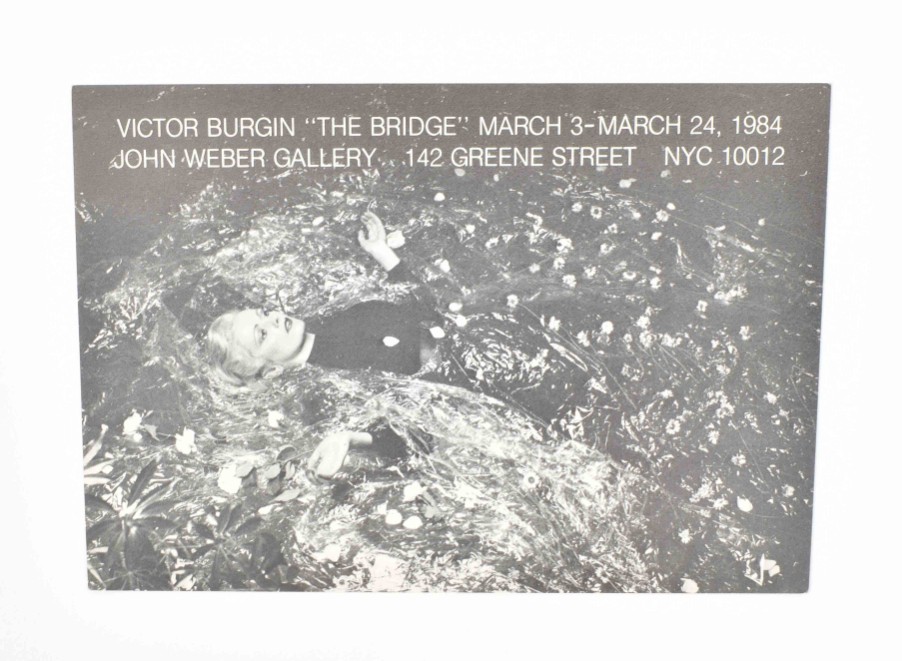 VICTOR BURGIN "THE BRIDGE" MARCH 3-MARCH 24, 1984
JOHN WEBER GALLERY 142 GREENE STREET NYC 10012